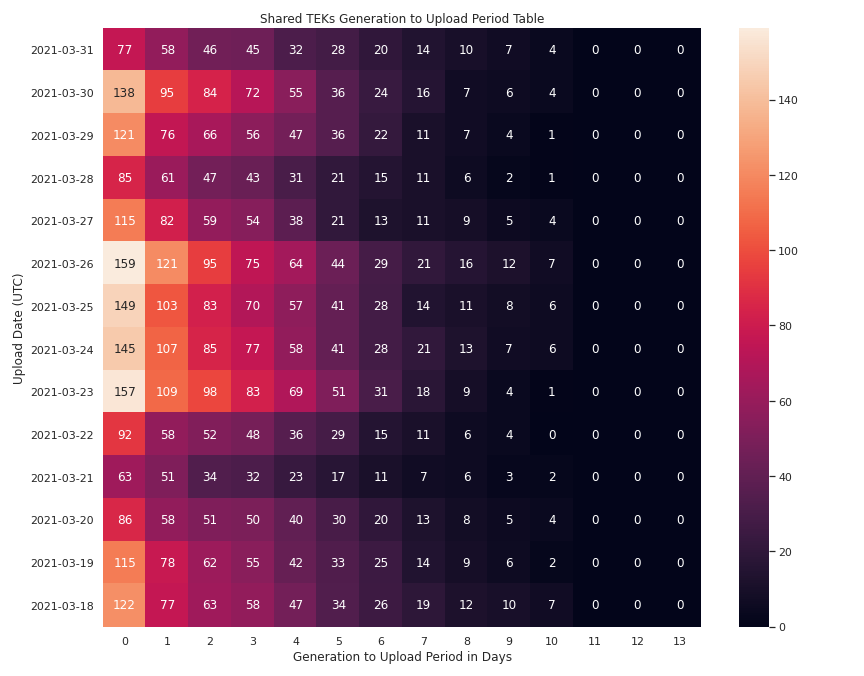 Shared TEKs Generation to Upload Period Table
2021-03-31 77 58 46 45 32 28 20 14 10 7 4 0 0 0
2021-03-30 138 95 84 72 55 36 24 16 7 6 4 0 0 0
2021-03-29 121 76 66 56 47 36 22 11 7 4 1 0 0 0
2021-03-28 85 61 47 43 31 21 15 11 6 2 1 0 0 0
2021-03-27 115 82 59 54 38 21 13 11 9 5 4 0 0 0
2021-03-26 159 121 95 75 64 44 29 21 16 12 7 0 0 0
2021-03-25 149 103 83 70 57 41 28 14 11 8 6 0 0 0
2021-03-24 145 107 85 77 58 41 28 21 13 7 6 0 0 0
2021-03-23 157 109 98 83 69 51 31 18 9 4 1 0 0 0
2021-03-22 92 58 52 48 36 29 15 11 6 4 0 0 0 0
2021-03-21 63 51 34 32 23 17 11 7 6 3 2 0 0 0
2021-03-20 86 58 51 50 40 30 20 13 8 5 4 0 0 0
2021-03-19 115 78 62 55 42 33 25 14 9 6 2 0 0 0
2021-03-18 122 77 63 58 47 34 26 19 12 10 7 0 0 0
0 1 2 3 4 5 6 7 8 9 10 11 12 13
Generation to Upload Period in Days
Upload Date (UTC)
140
120
100
80
60
40
20
0